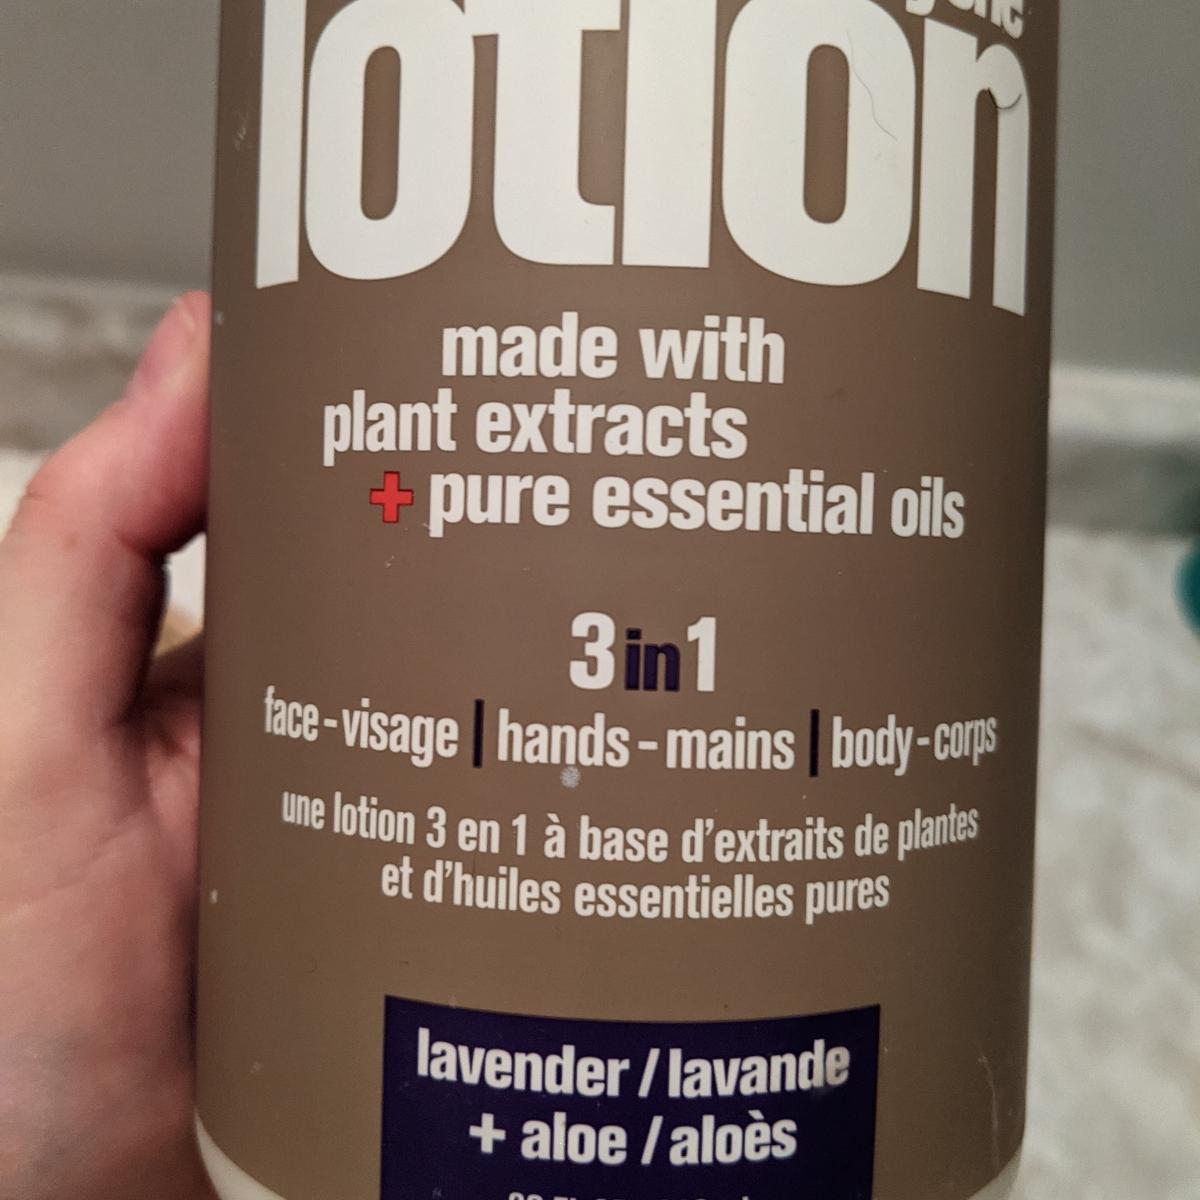 lotion
made with
plant extracts
+ pure essential oils
3 in 1
face-visage | hands-mains | body-corps
une lotion 3 en 1 à base d'extraits de plantes
et d'huiles essentielles pures
lavender / lavande
+ aloe / aloès